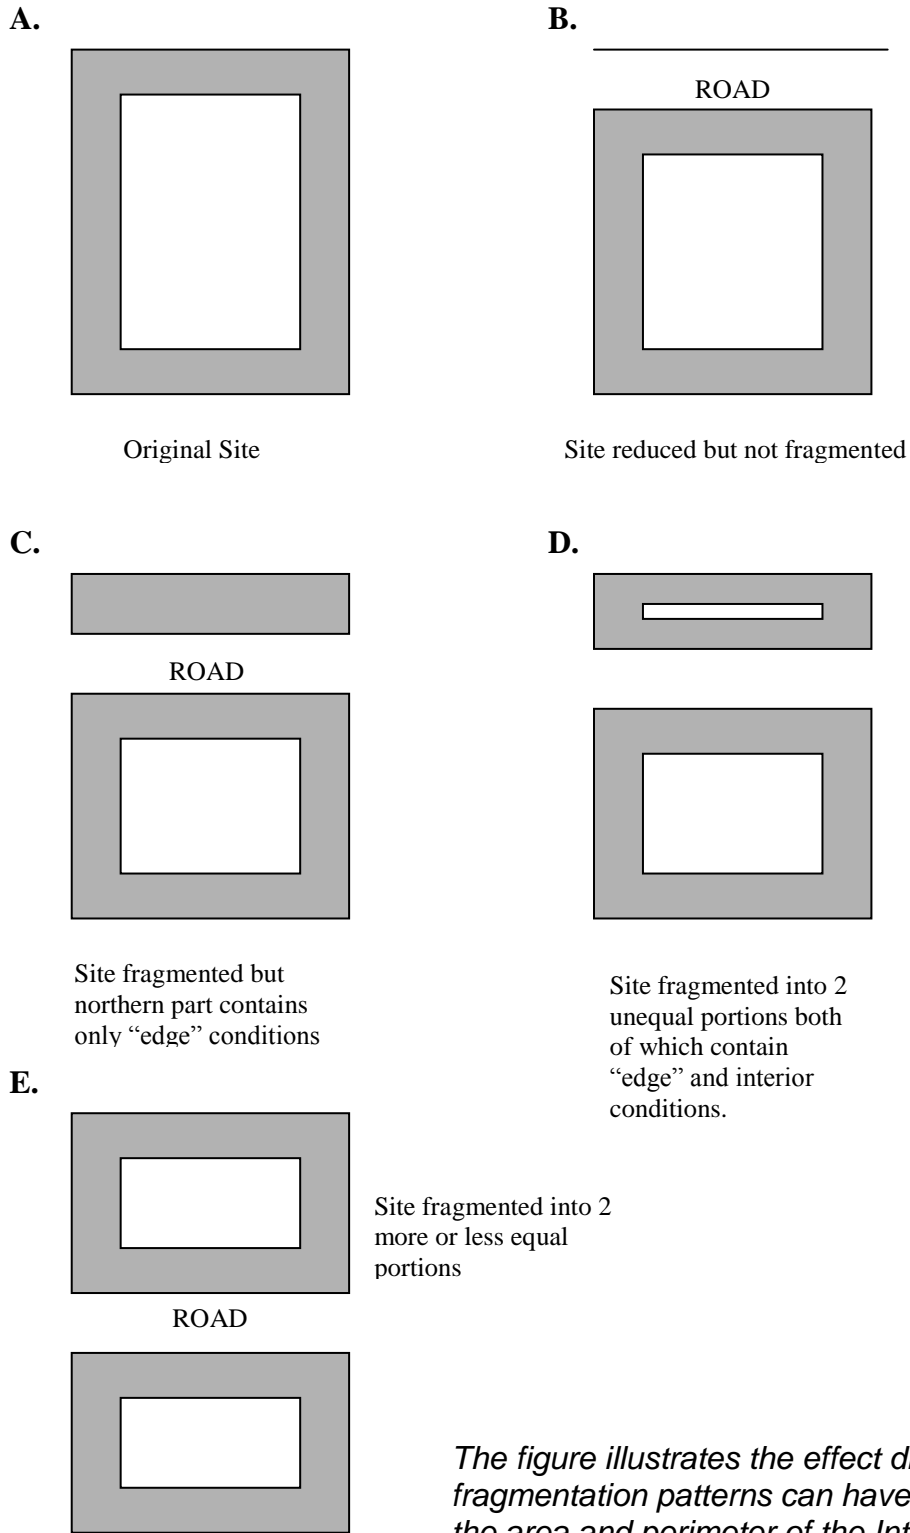 A.
B.
ROAD
Original Site
Site reduced but not fragmented
C.
D.
ROAD
Site fragmented but
northern part contains
only “edge” conditions
Site fragmented into 2
unequal portions both
of which contain
“edge” and interior
conditions.
E.
Site fragmented into 2
more or less equal
portions
ROAD
The figure illustrates the effect
fragmentation patterns can have
the area and perimeter of the